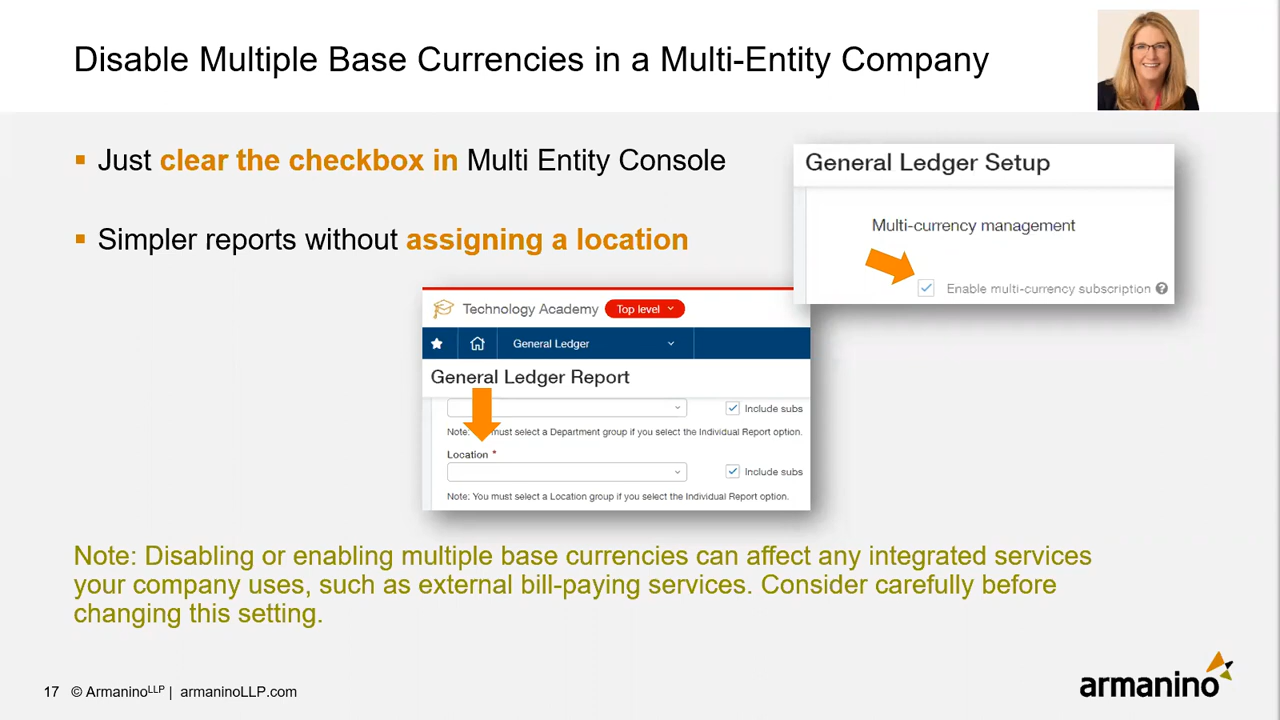 Disable Multiple Base Currencies in a Multi-Entity Company
Just clear the checkbox in Multi Entity Console
Simpler reports without assigning a location
General Ledger Setup
Multi-currency management
Enable multi-currency subscription
Technology Academy Top level
General Ledger
General Ledger Report
Include subs
Note: must select a Department group if you select the Individual Report option.
Location *
Include subs
Note: You must select a Location group if you select the Individual Report option.
Note: Disabling or enabling multiple base currencies can affect any integrated services
your company uses, such as external bill-paying services. Consider carefully before
changing this setting.
17 © ArmaninoLLP | armaninoLLP.com
armanino